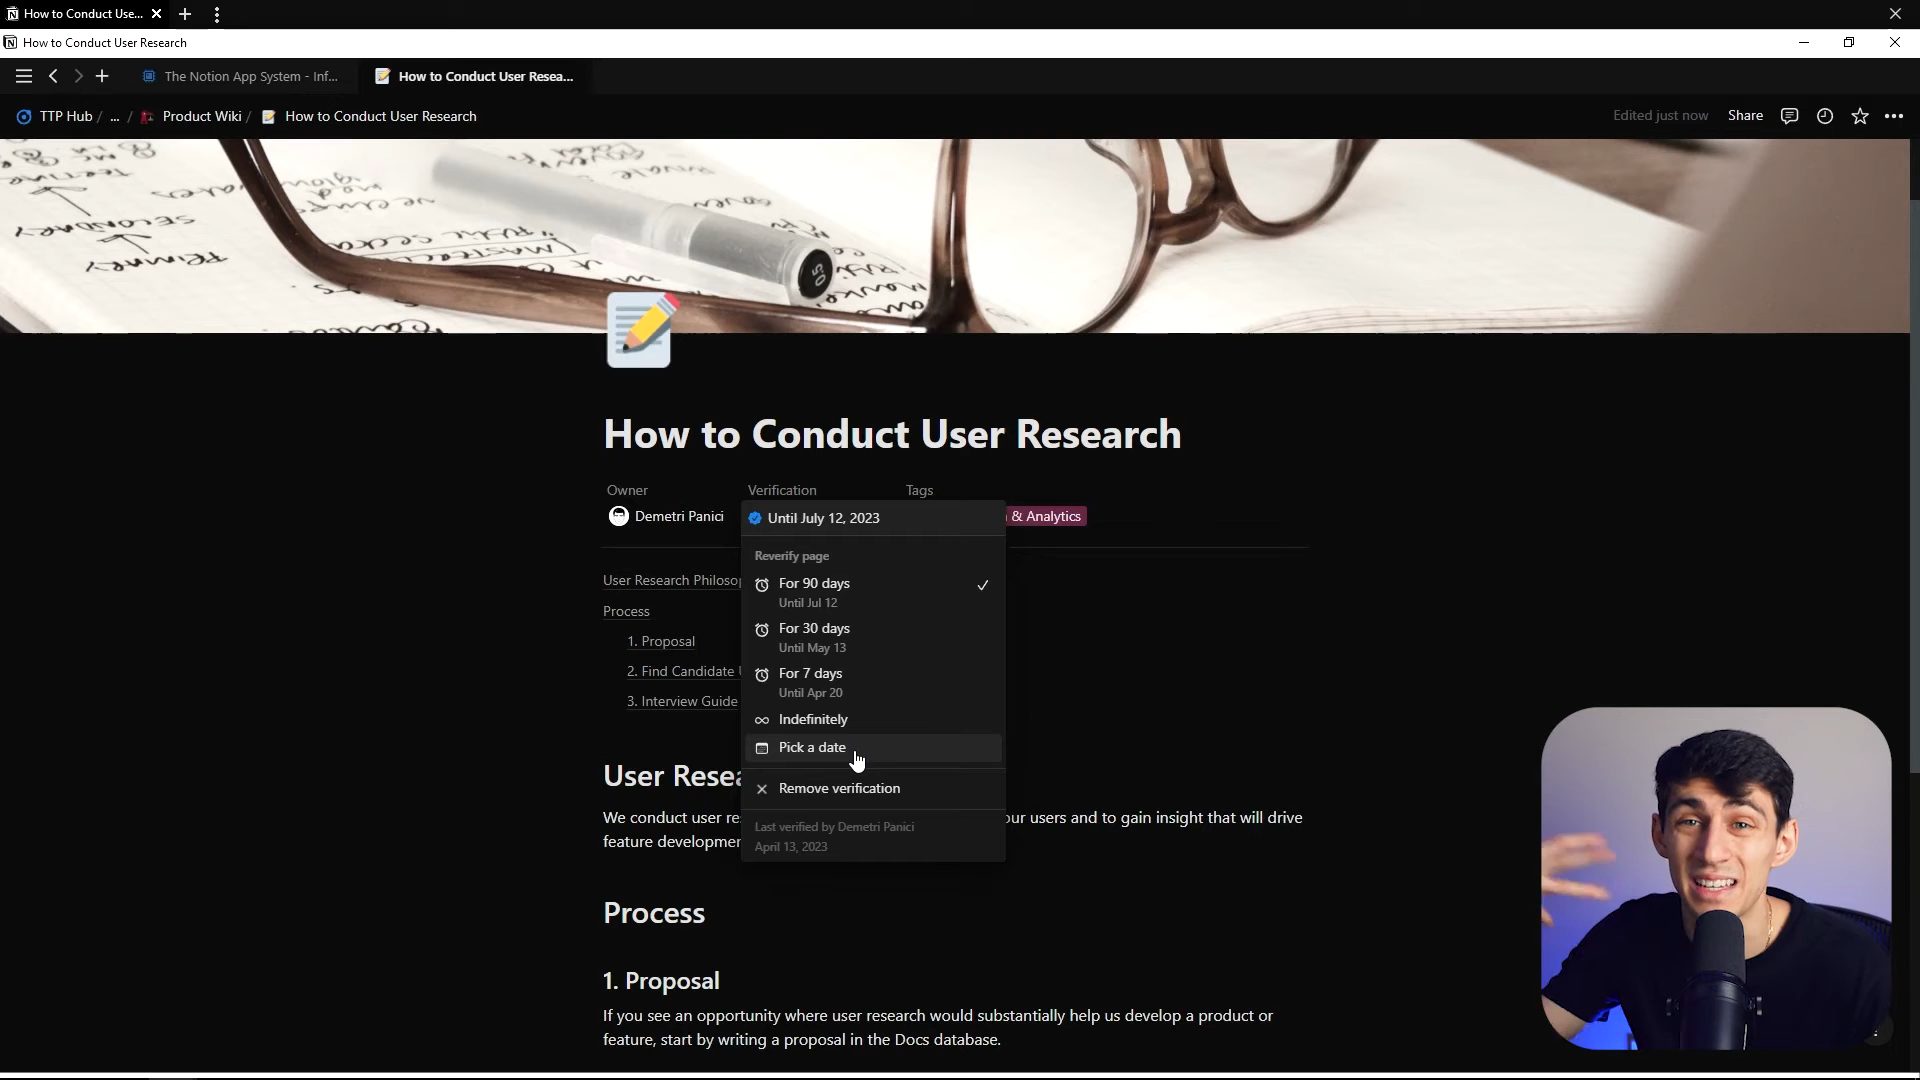 How to Conduct Use...
How to Conduct User Research
The Notion App System - Inf...
How to Conduct User Resea...
TTP Hub / ... / Product Wiki / How to Conduct User Research
Edited just now
Share
How to Conduct User Research
Owner
Verification
Tags
Demetri Panici
Until July 12, 2023
& Analytics
Reverify page
For 90 days
Until Jul 12
For 30 days
Until May 13
For 7 days
Until Apr 20
Indefinitely
Pick a date
Remove verification
Last verified by Demetri Panici
April 13, 2023
User Research Philosop
Process
1. Proposal
2. Find Candidate
3. Interview Guide
User Resea
We conduct user re
our users and to gain insight that will drive
feature developmen
Process
1. Proposal
If you see an opportunity where user research would substantially help us develop a product or
feature, start by writing a proposal in the Docs database.
05